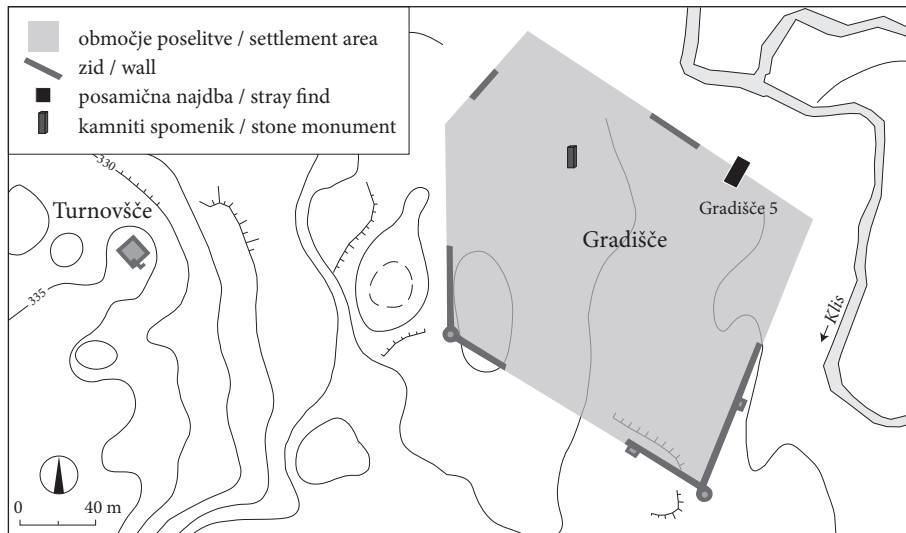 območje poselitve / settlement area
zid / wall
posamična najdba / stray find
kamniti spomenik / stone monument
330
Turnovšče
335
Gradišče 5
Gradišče
← Klis
0 40 m